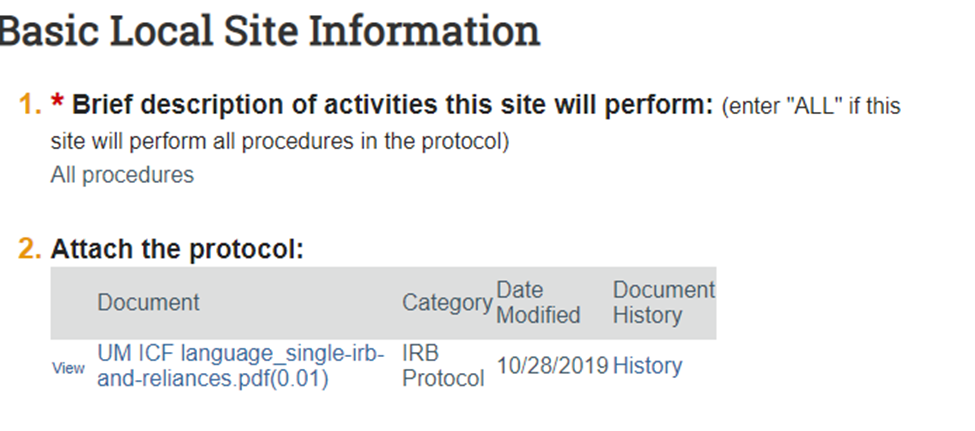 Basic Local Site Information
1. * Brief description of activities this site will perform: (enter "ALL" if this
site will perform all procedures in the protocol)
All procedures
2. Attach the protocol:
Document Category Date Modified Document History
View UM ICF language_single-irb-and-reliances.pdf(0.01) IRB Protocol 10/28/2019 History